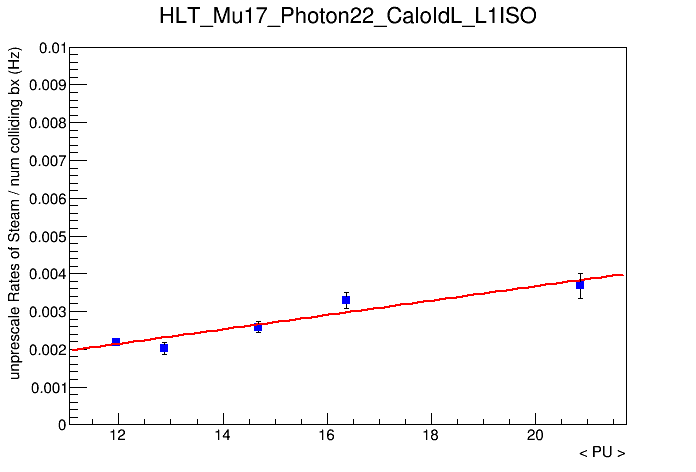 HLT_Mu17_Photon22_CaloIdL_L1ISO
unprescale Rates of Steam / num colliding bx (Hz)
0.01
0.009
0.008
0.007
0.006
0.005
0.004
0.003
0.002
0.001
0
12 14 16 18 20
< PU >